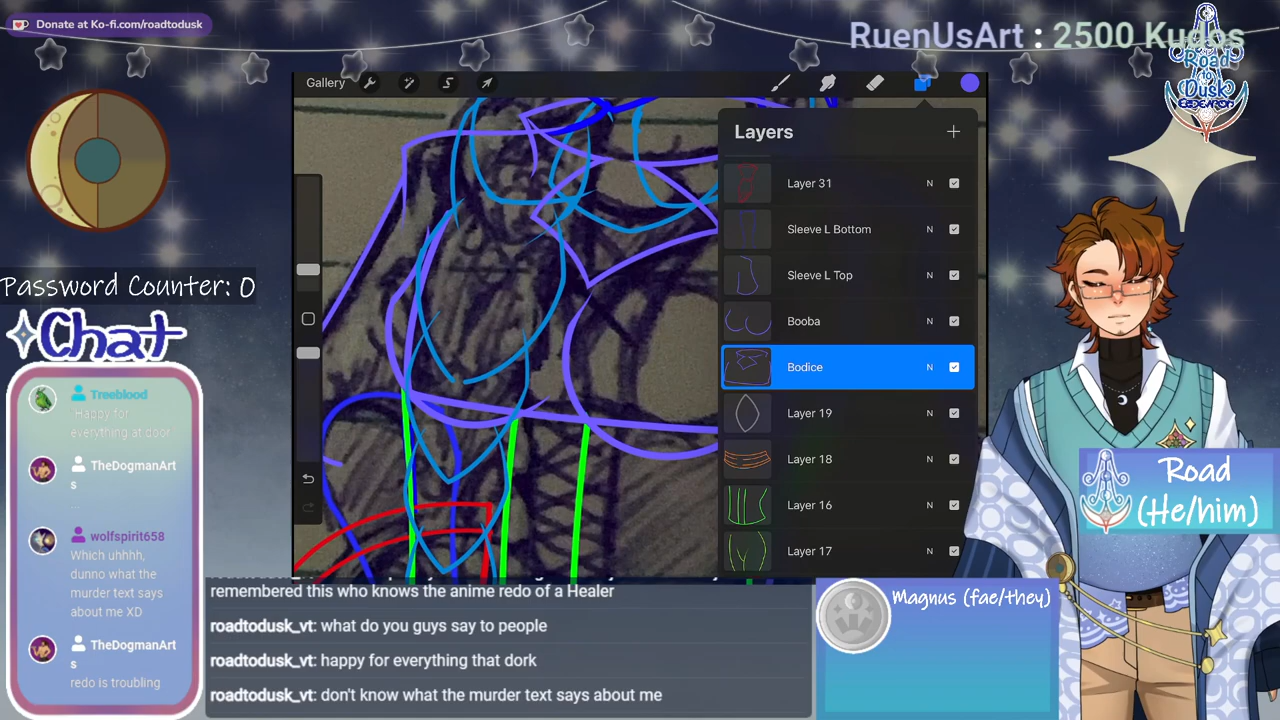 Donate at Ko-fi.com/roadtodusk
RuenUsArt : 2500 Kudos
Road
to
Dusk
Gallery
Layers
Layer 31
N
Sleeve L Bottom
N
Sleeve L Top
N
Booba
N
Bodice
N
Layer 19
N
Layer 18
N
Layer 16
N
Layer 17
N
Password Counter: 0
Chat
Treeblood
Happy for
everything at door
TheDogmanArt
s
wolfspirit658
Which uhhhh,
dunno what the
murder text says
about me XD
TheDogmanArt
s
redo is troubling
remembered this who knows the anime redo of a Healer
roadtodusk_vt: what do you guys say to people
roadtodusk_vt: happy for everything that dork
roadtodusk_vt: don't know what the murder text says about me
Magnus (fae/they)
Road
(He/him)